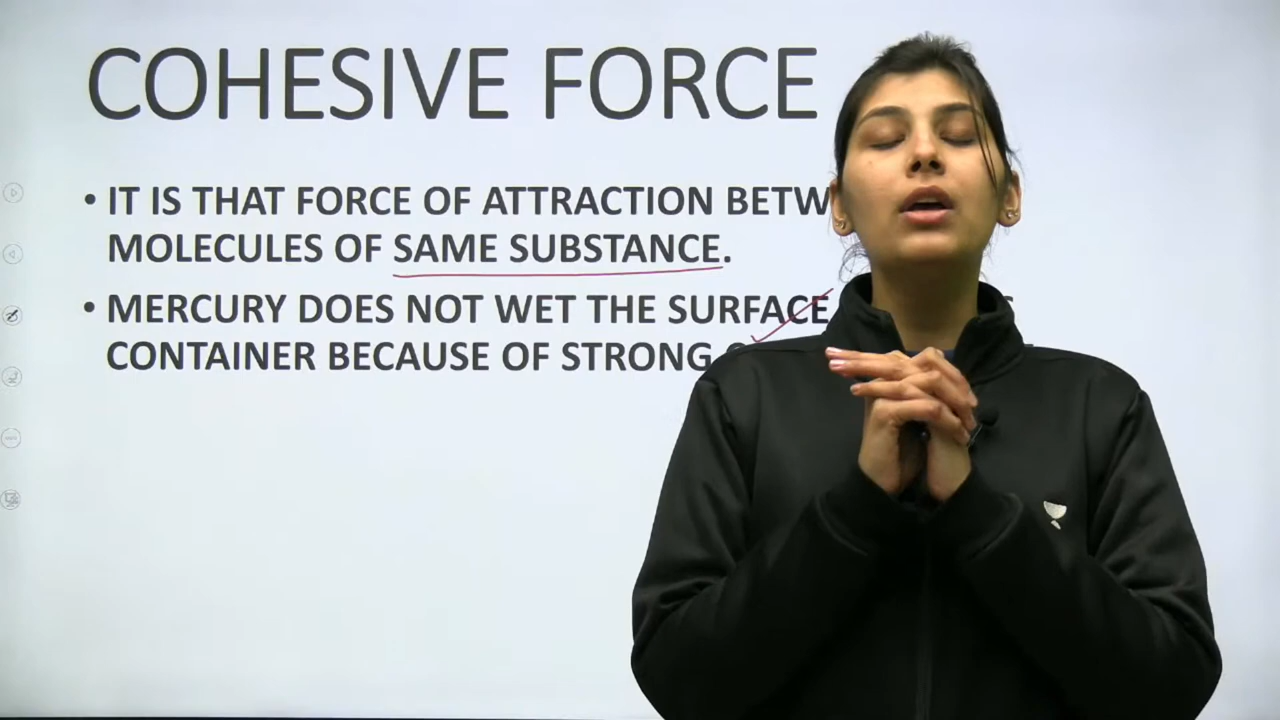 COHESIVE FORCE
• IT IS THAT FORCE OF ATTRACTION BETW
MOLECULES OF SAME SUBSTANCE.
• MERCURY DOES NOT WET THE SURFACE
CONTAINER BECAUSE OF STRONG